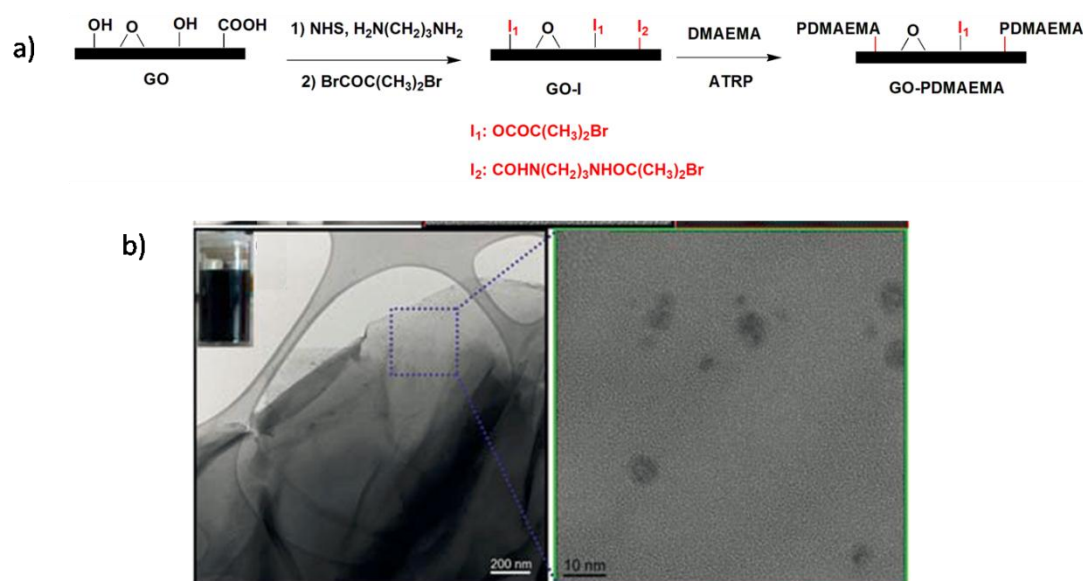 a)
OH O OH COOH
GO
1) NHS, H₂N(CH₂)₃NH₂
2) BrCOC(CH₃)₂Br
I₁ O I₁ I₂
GO-I
DMAEMA
ATRP
PDMAEMA O I₁ PDMAEMA
GO-PDMAEMA
I₁: OCOC(CH₃)₂Br
I₂: COHN(CH₂)₃NHOC(CH₃)₂Br
b)
200 nm
10 nm